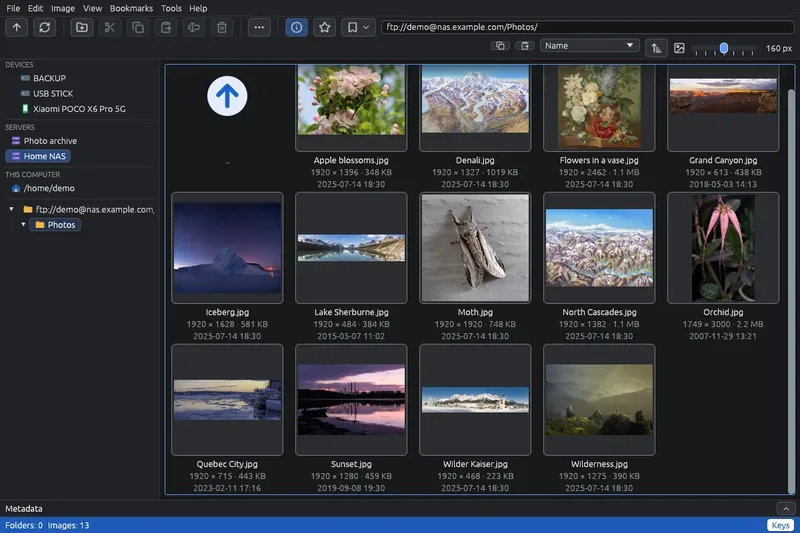 File Edit Image View Bookmarks Tools Help
ftp://demo@nas.example.com/Photos/
Name
160 px
DEVICES
BACKUP
USB STICK
Xiaomi POCO X6 Pro 5G
SERVERS
Photo archive
Home NAS
THIS COMPUTER
/home/demo
ftp://demo@nas.example.com,
Photos
..
Apple blossoms.jpg
1920 × 1396 · 348 KB
2025-07-14 18:30
Denali.jpg
1920 × 1327 · 1019 KB
2025-07-14 18:30
Flowers in a vase.jpg
1920 × 2462 · 1.1 MB
2025-07-14 18:30
Grand Canyon.jpg
1920 × 613 · 438 KB
2018-05-03 14:13
Iceberg.jpg
1920 × 1628 · 581 KB
2025-07-14 18:30
Lake Sherburne.jpg
1920 × 484 · 384 KB
2015-05-07 11:02
Moth.jpg
1920 × 1920 · 748 KB
2025-07-14 18:30
North Cascades.jpg
1920 × 1382 · 1.1 MB
2025-07-14 18:30
Orchid.jpg
1749 × 3000 · 2.2 MB
2007-11-29 13:21
Quebec City.jpg
1920 × 715 · 443 KB
2023-02-11 17:16
Sunset.jpg
1920 × 1280 · 459 KB
2019-09-08 19:30
Wilder Kaiser.jpg
1920 × 468 · 223 KB
2025-07-14 18:30
Wilderness.jpg
1920 × 1275 · 390 KB
2025-07-14 18:30
Metadata
Folders: 0 Images: 13
Keys